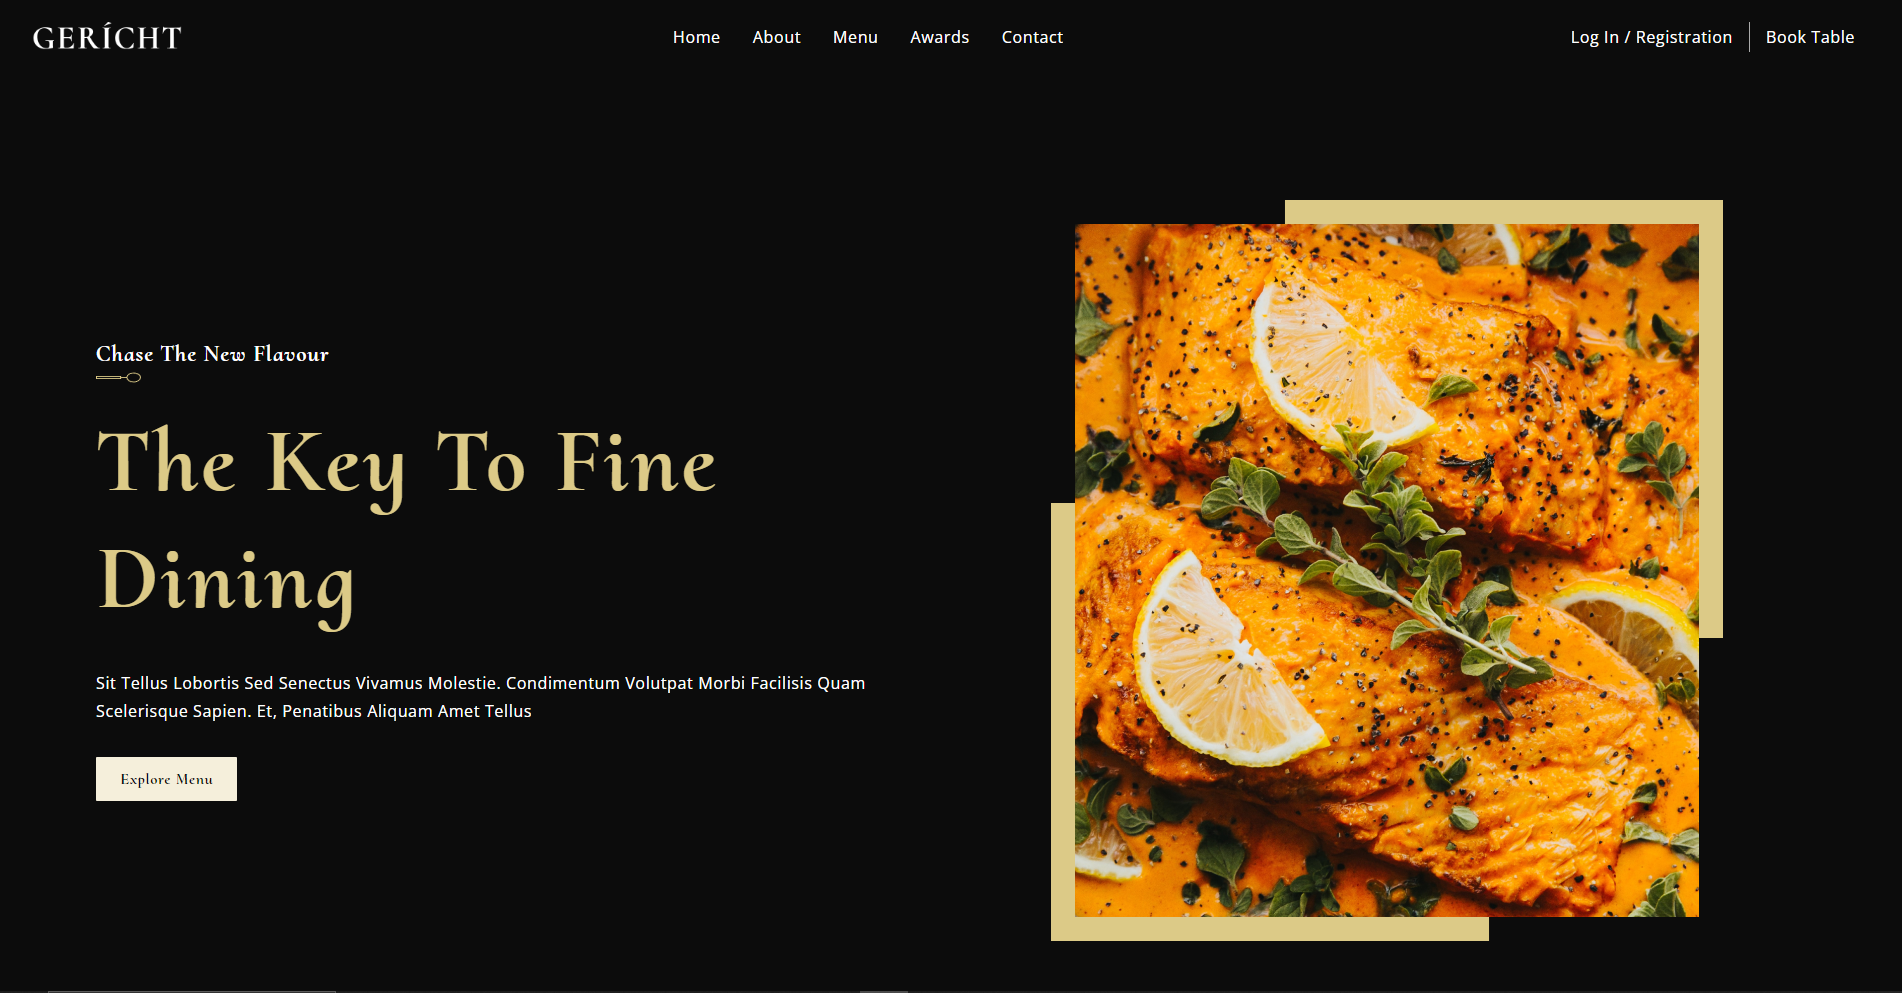 GERÍCHT
Home About Menu Awards Contact
Log In / Registration Book Table
Chase The New Flavour
The Key To Fine
Dining
Sit Tellus Lobortis Sed Senectus Vivamus Molestie. Condimentum Volutpat Morbi Facilisis Quam
Scelerisque Sapien. Et, Penatibus Aliquam Amet Tellus
Explore Menu